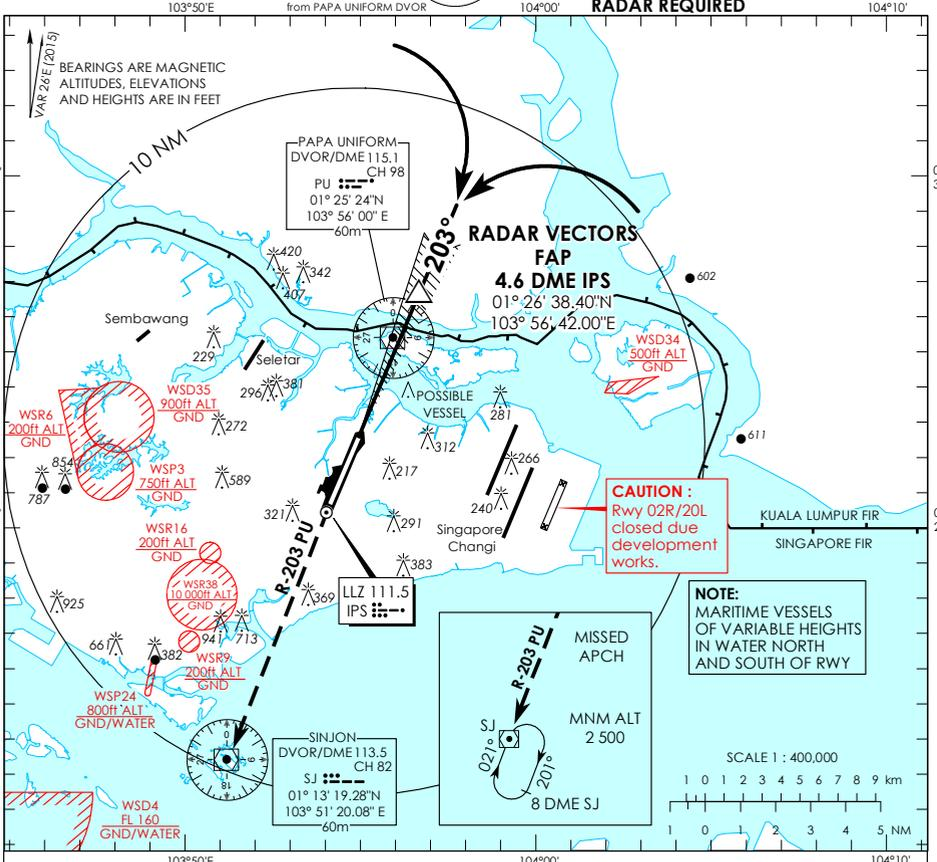 103°50'E
from PAPA UNIFORM DVOR
104°00'
RADAR REQUIRED
104°10'
VAR 26'E (2015)
BEARINGS ARE MAGNETIC
ALTITUDES, ELEVATIONS
AND HEIGHTS ARE IN FEET
10 NM
PAPA UNIFORM
DVOR/DME 115.1
CH 98
PU
01° 25' 24"N
103° 56' 00" E
60m
203°
RADAR VECTORS
FAP
4.6 DME IPS
01° 26' 38.40"N
103° 56' 42.00"E
420
342
407
602
Sembawang
229
Seletar
0
9
27
WSD34
500ft ALT
GND
WSD35
900ft ALT
GND
WSR6
200ft ALT
GND
296
381
POSSIBLE
VESSEL
281
272
312
854
787
WSP3
750ft ALT
GND
589
217
266
611
240
321
291
Singapore
Changi
CAUTION :
Rwy 02R/20L
closed due
development
works.
KUALA LUMPUR FIR
SINGAPORE FIR
WSR16
200ft ALT
GND
383
R-203 PU
LLZ 111.5
IPS
WSR38
10 000ft ALT
GND
369
925
NOTE:
MARITIME VESSELS
OF VARIABLE HEIGHTS
IN WATER NORTH
AND SOUTH OF RWY
661
941
713
382
WSR9
200ft ALT
GND
WSP24
800ft ALT
GND/WATER
R-203 PU
MISSED
APCH
MNM ALT
2 500
SJ
021°
201°
8 DME SJ
0
9
18
27
SINJON
DVOR/DME 113.5
CH 82
SJ
01° 13' 19.28"N
103° 51' 20.08" E
60m
WSD4
FL 160
GND/WATER
SCALE 1 : 400,000
1 0 1 2 3 4 5 6 7 8 9 km
1 0 1 2 3 4 5 NM
103°50'E
104°00'
104°10'